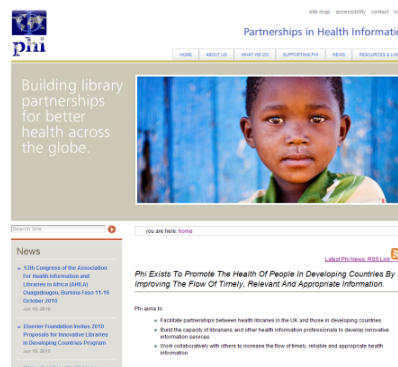 site map accessibility contact
phi
Partnerships in Health Informatio
HOME ABOUT US WHAT WE DO SUPPORTING PHI NEWS RESOURCES & LIN
Building library
partnerships
for better
health across
the globe.
Search Site
you are here: home
News
Latest Phi News: RSS Link
12th Congress of the Association
For Health Information and
Libraries in Africa (AHILA)
Ouagadougou, Burkina Faso 11-16
October 2010
Jun 10, 2010
Phi Exists To Promote The Health Of People In Developing Countries By
Improving The Flow Of Timely, Relevant And Appropriate Information.
Elsevier Foundation Invites 2010
Proposals for Innovative Libraries
in Developing Countries Program
Jun 10, 2010
Phi aims to:
Facilitate partnerships between health libraries in the UK and those in developing countries
Build the capacity of librarians and other health information professionals to develop innovative
information services
Work collaboratively with others to increase the flow of timely, reliable and appropriate health
information